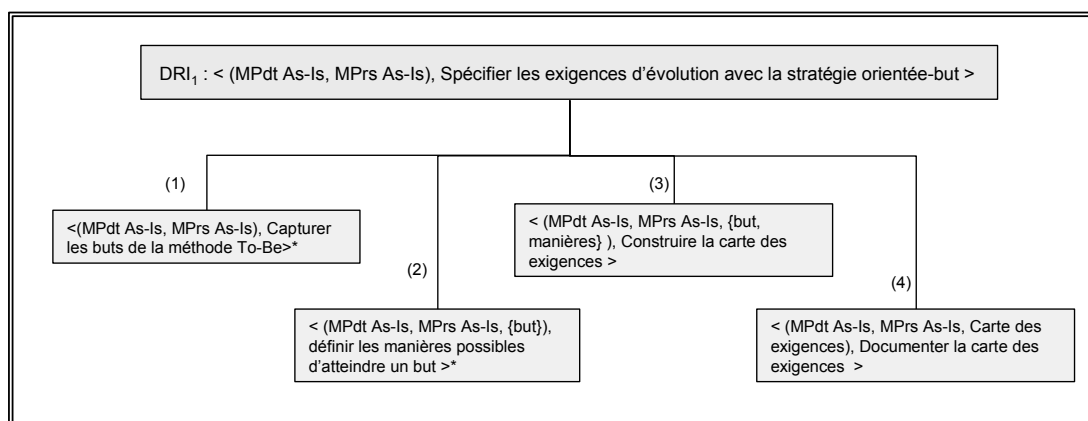 DRI1 : < (MPdt As-Is, MPrs As-Is), Spécifier les exigences d’évolution avec la stratégie orientée-but >
(1)
<(MPdt As-Is, MPrs As-Is), Capturer
les buts de la méthode To-Be>*
(2)
< (MPdt As-Is, MPrs As-Is, {but}),
définir les manières possibles
d’atteindre un but >*
(3)
< (MPdt As-Is, MPrs As-Is, {but,
manières} ), Construire la carte des
exigences >
(4)
< (MPdt As-Is, MPrs As-Is, Carte des
exigences), Documenter la carte des
exigences >